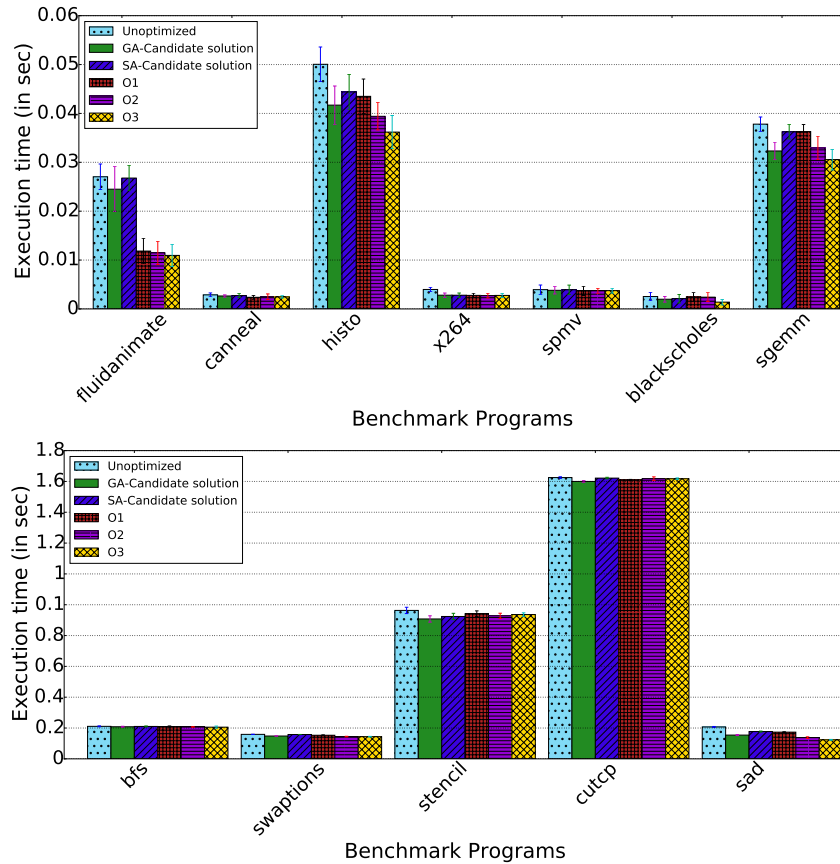 0.06
0.05
0.04
0.03
0.02
0.01
0
Execution time (in sec)
Unoptimized
GA-Candidate solution
SA-Candidate solution
O1
O2
O3
fluidanimate
canneal
histo
x264
spmv
blackscholes
sgemm
Benchmark Programs
1.8
1.6
1.4
1.2
1
0.1
0.8
0.6
0.4
0.2
0
Execution time (in sec)
Unoptimized
GA-Candidate solution
SA-Candidate solution
O1
O2
O3
bfs
swaptions
stencil
cutcp
sad
Benchmark Programs